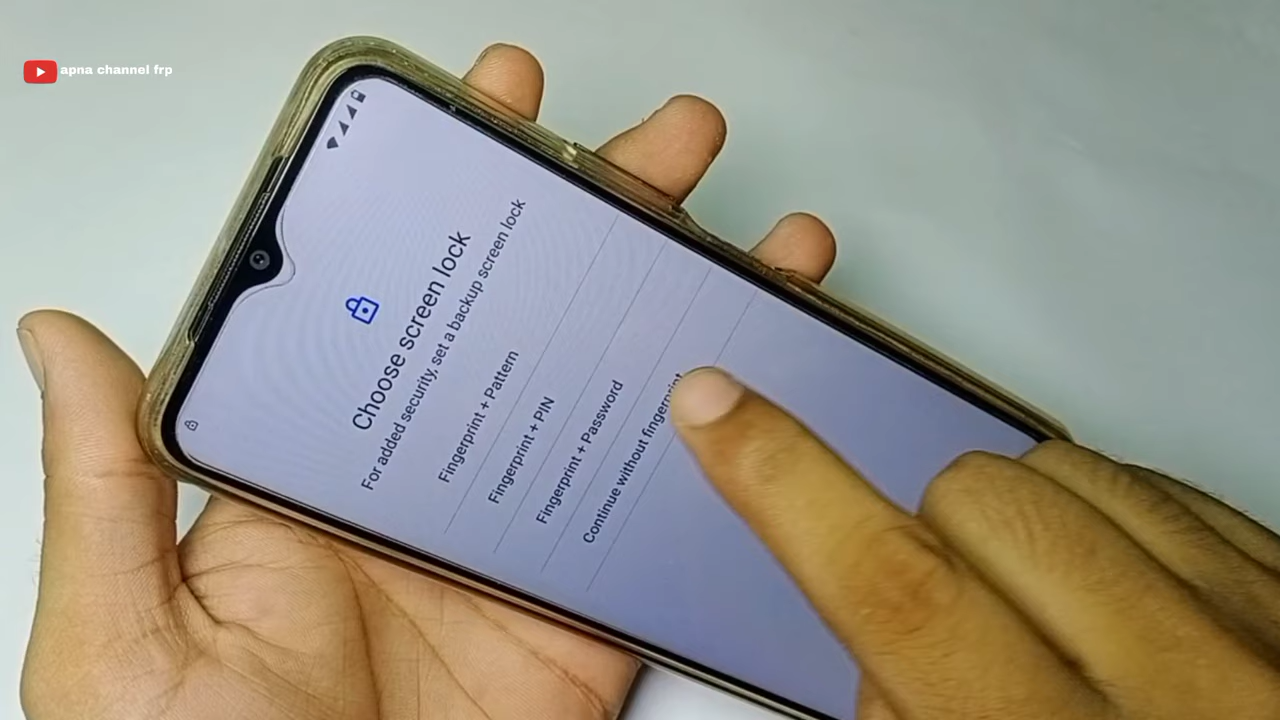 apna channel frp
Choose screen lock
For added security, set a backup screen lock
Fingerprint + Pattern
Fingerprint + PIN
Fingerprint + Password
Continue without fingerprint